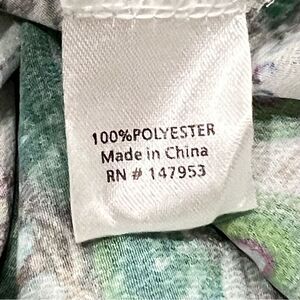 100%POLYESTER
Made in China
RN # 147953